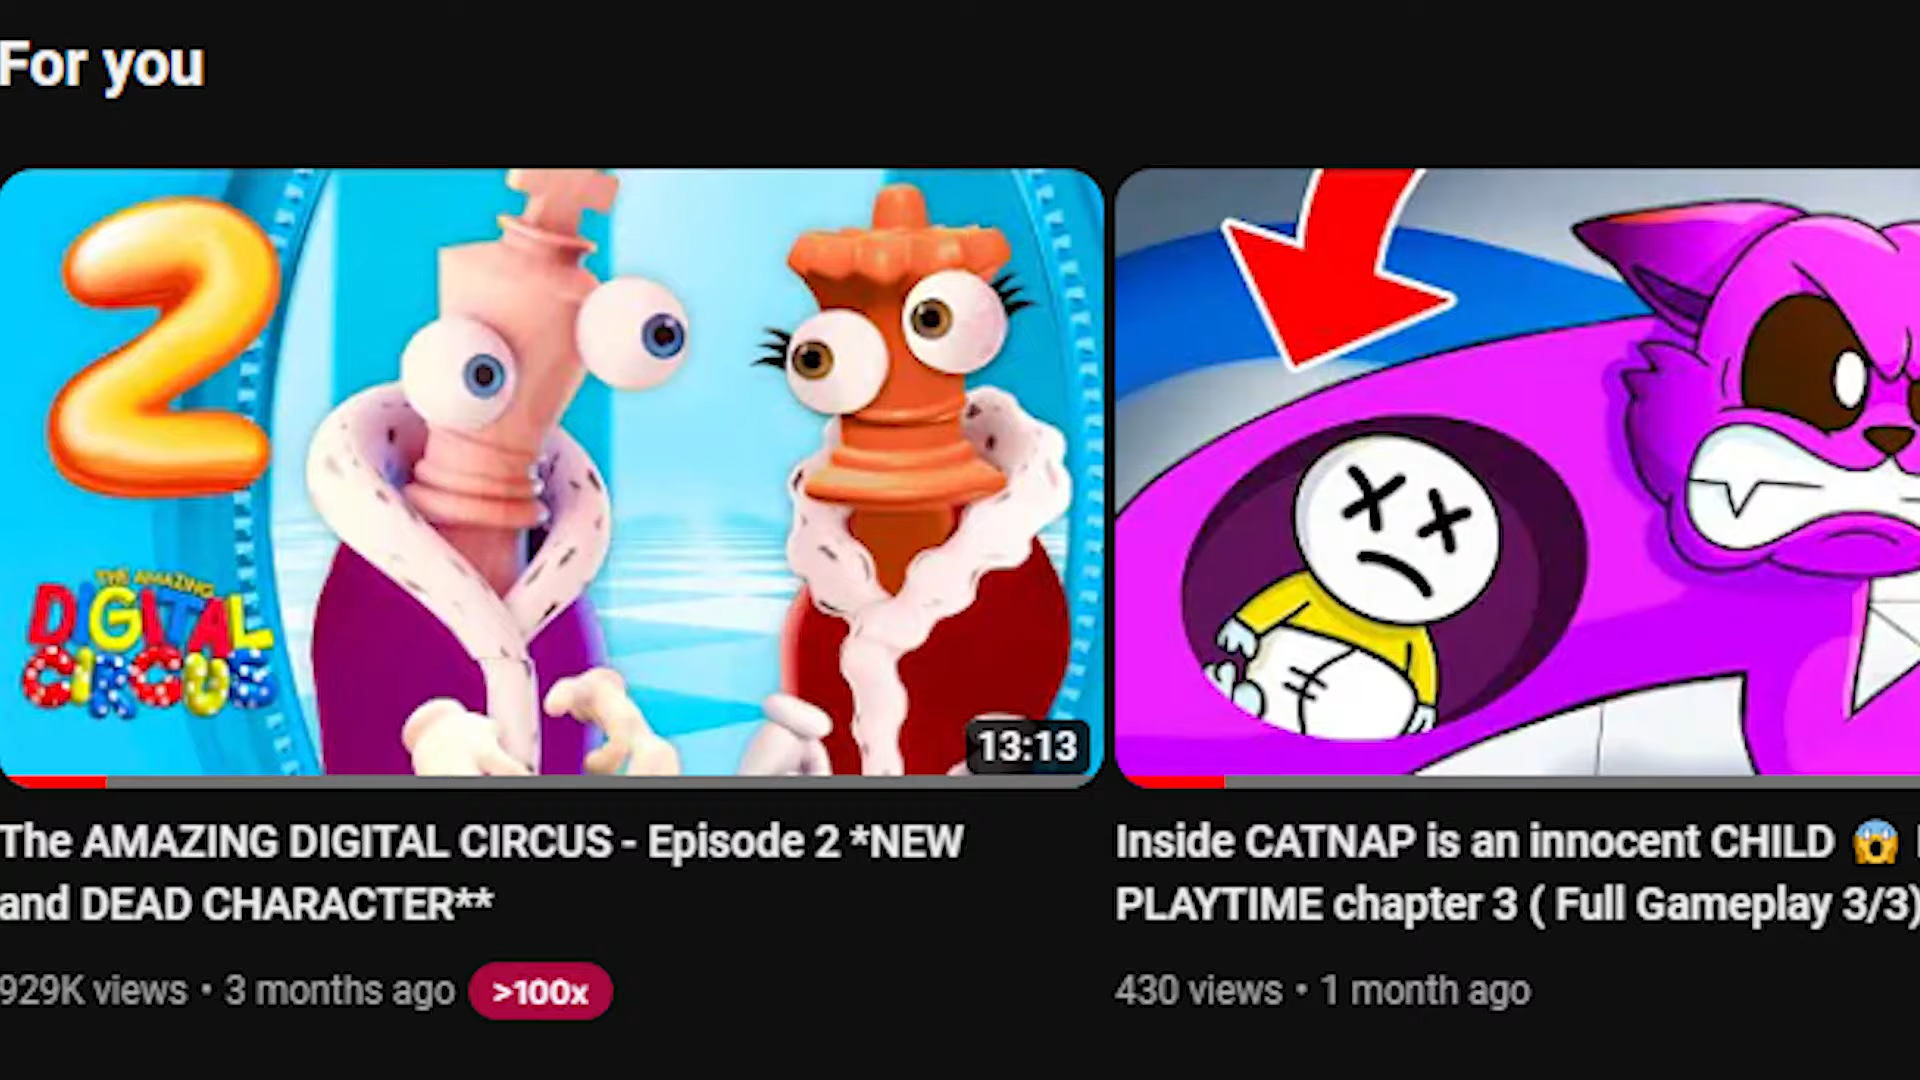 For you
2
THE AMAZING
DIGITAL
CIRCUS
13:13
The AMAZING DIGITAL CIRCUS - Episode 2 *NEW
and DEAD CHARACTER**
929K views • 3 months ago >100x
Inside CATNAP is an innocent CHILD 😱
PLAYTIME chapter 3 ( Full Gameplay 3/3)
430 views • 1 month ago